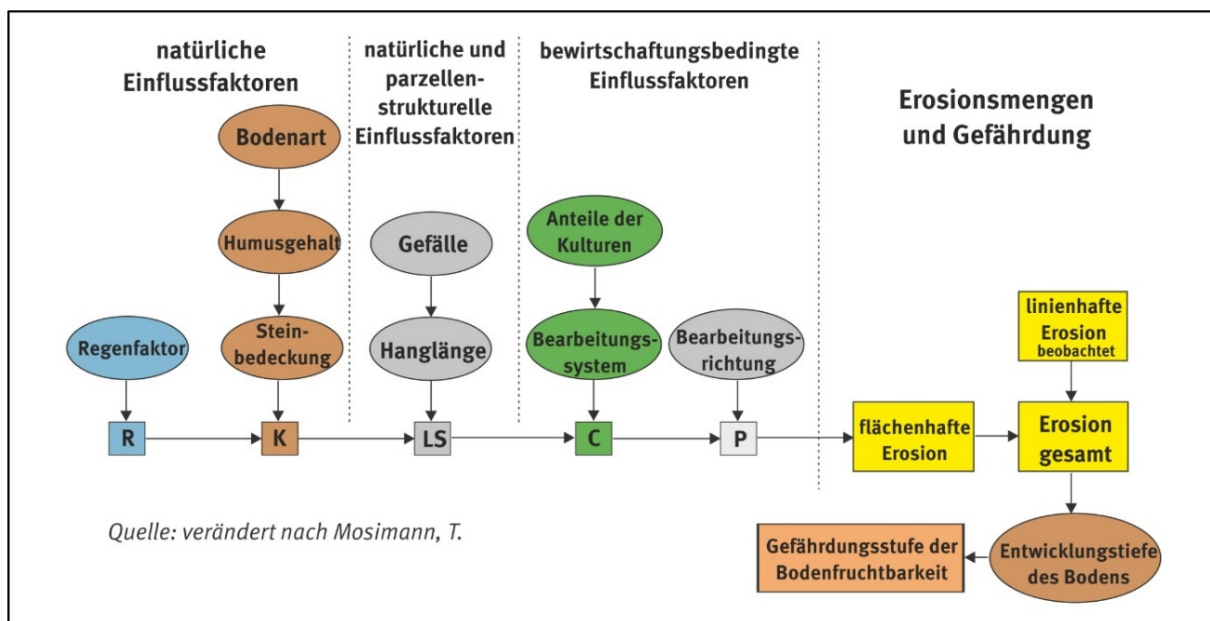 natürliche
Einflussfaktoren
natürliche und
parzellen-
strukturelle
Einflussfaktoren
bewirtschaftungsbedingte
Einflussfaktoren
Erosionsmengen
und Gefährdung
Bodenart
Humusgehalt
Stein-
bedeckung
Regenfaktor
Gefälle
Hanglänge
Anteile der
Kulturen
Bearbeitungs-
system
Bearbeitungs-
richtung
linienhafte
Erosion
beobachtet
R
K
LS
C
P
flächenhafte
Erosion
Erosion
gesamt
Quelle: verändert nach Mosimann, T.
Gefährdungsstufe der
Bodenfruchtbarkeit
Entwicklungstiefe
des Bodens